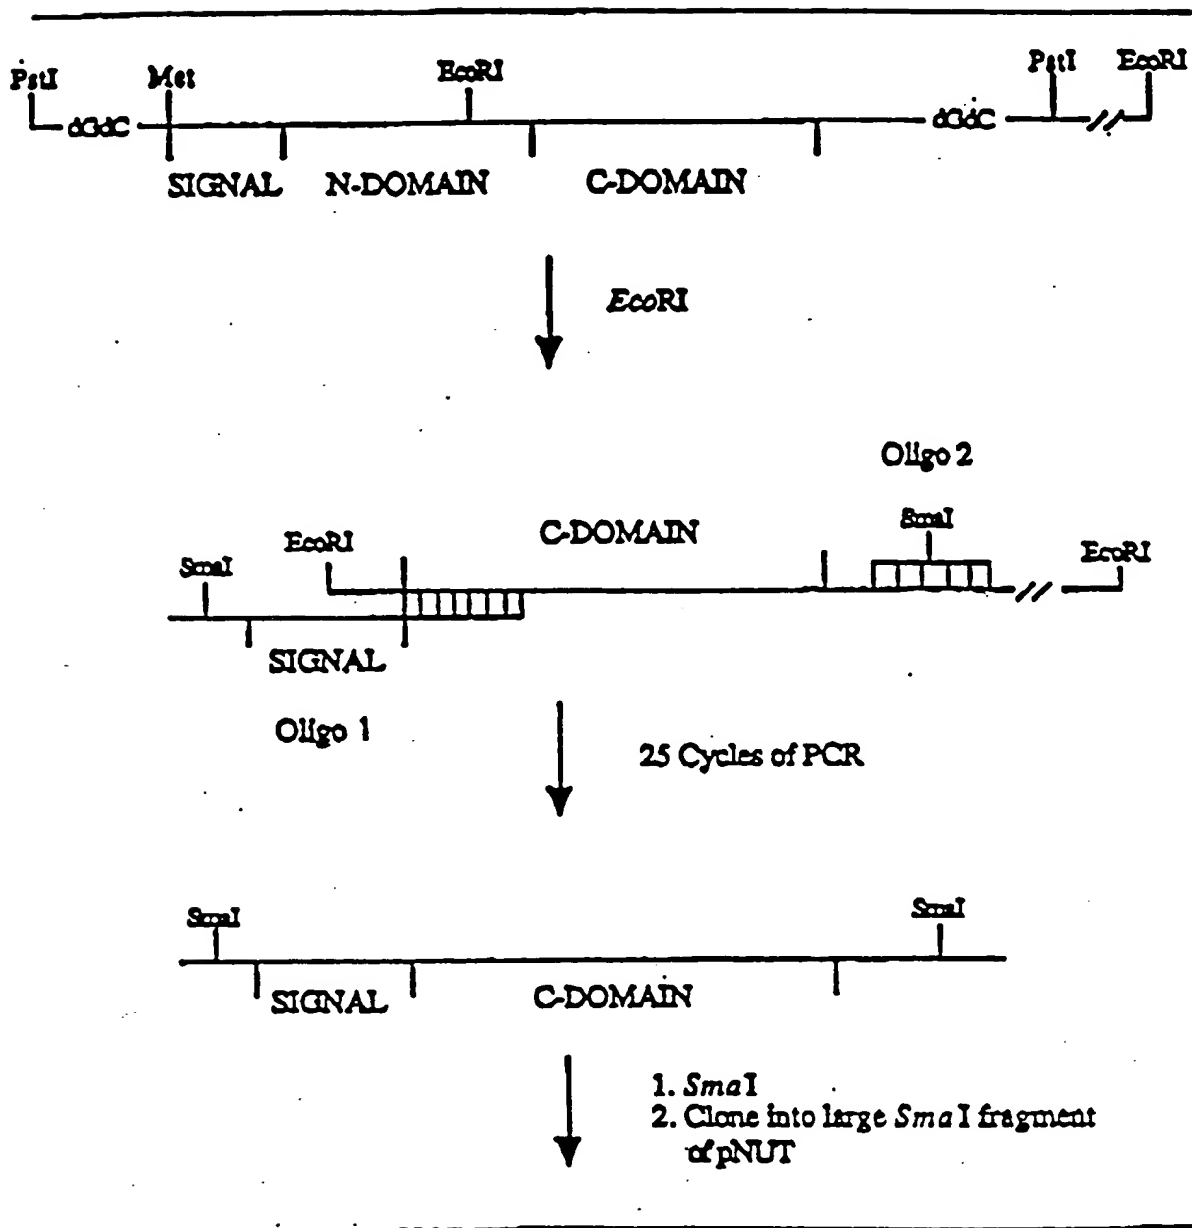 PstI Met EcoRI PstI EcoRI
dGdC dGdC
SIGNAL N-DOMAIN C-DOMAIN
EcoRI
Oligo 2
SmaI EcoRI C-DOMAIN SmaI EcoRI
SIGNAL
Oligo 1
25 Cycles of PCR
SmaI SmaI
SIGNAL C-DOMAIN
1. SmaI
2. Clone into large SmaI fragment
of pNUT